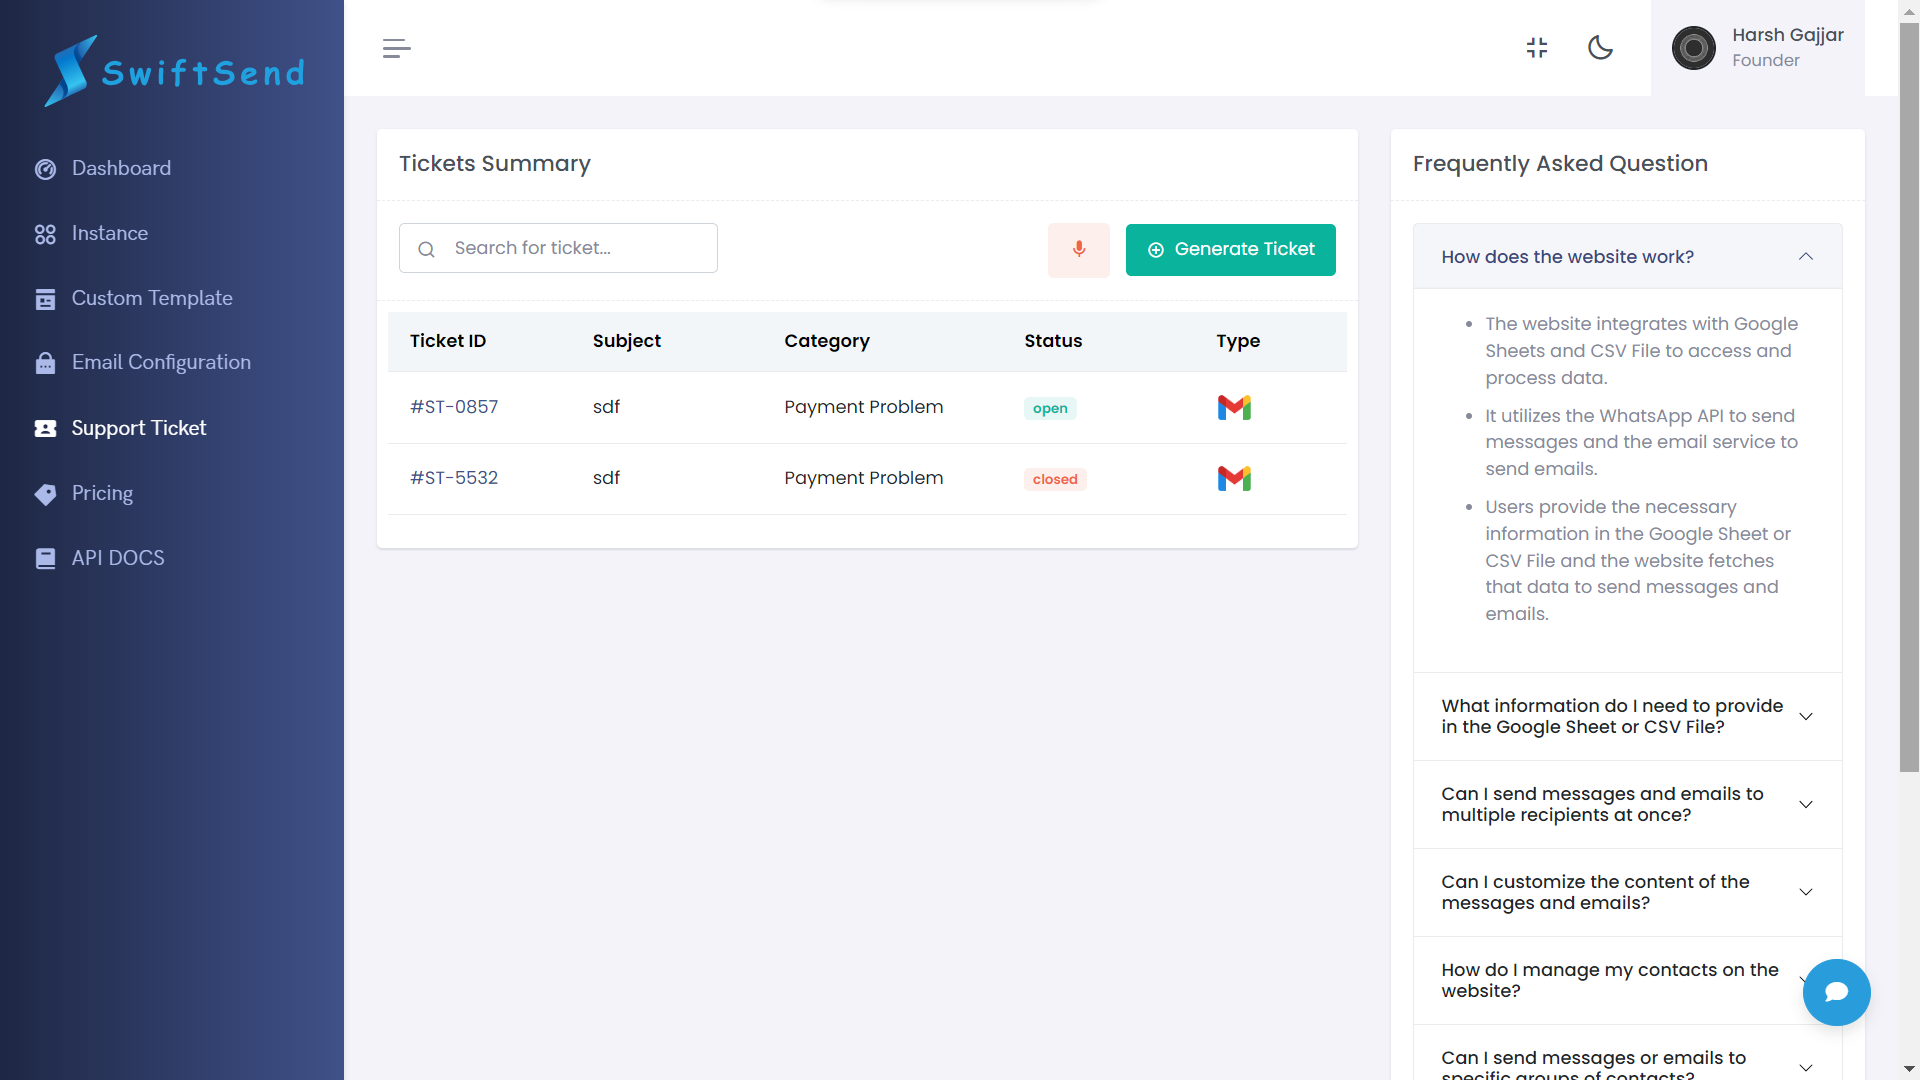 SwiftSend
Dashboard
Instance
Custom Template
Email Configuration
Support Ticket
Pricing
API DOCS
Harsh Gajjar
Founder
Tickets Summary
Search for ticket...
Generate Ticket
Ticket ID Subject Category Status Type
#ST-0857 sdf Payment Problem open
#ST-5532 sdf Payment Problem closed
Frequently Asked Question
How does the website work?
• The website integrates with Google
Sheets and CSV File to access and
process data.
• It utilizes the WhatsApp API to send
messages and the email service to
send emails.
• Users provide the necessary
information in the Google Sheet or
CSV File and the website fetches
that data to send messages and
emails.
What information do I need to provide
in the Google Sheet or CSV File?
Can I send messages and emails to
multiple recipients at once?
Can I customize the content of the
messages and emails?
How do I manage my contacts on the
website?
Can I send messages or emails to
specific groups of contacts?